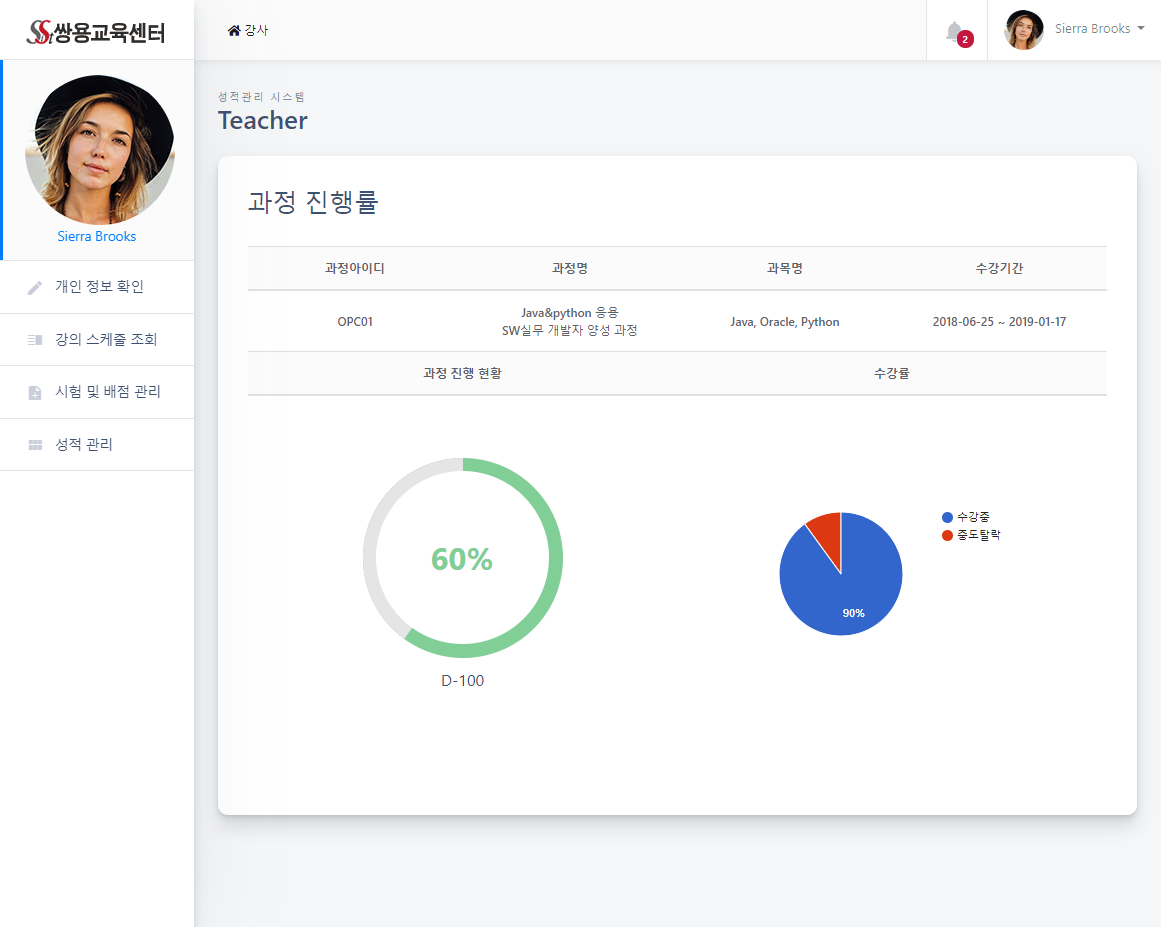 SSt쌍용교육센터
강사
2
Sierra Brooks
Sierra Brooks
개인 정보 확인
강의 스케줄 조회
시험 및 배점 관리
성적 관리
성적관리 시스템
Teacher
과정 진행률
과정아이디 과정명 과목명 수강기간
OPC01 Java&python 응용 Java, Oracle, Python 2018-06-25 ~ 2019-01-17
SW실무 개발자 양성 과정
과정 진행 현황 수강률
60%
D-100
90%
수강중
중도탈락